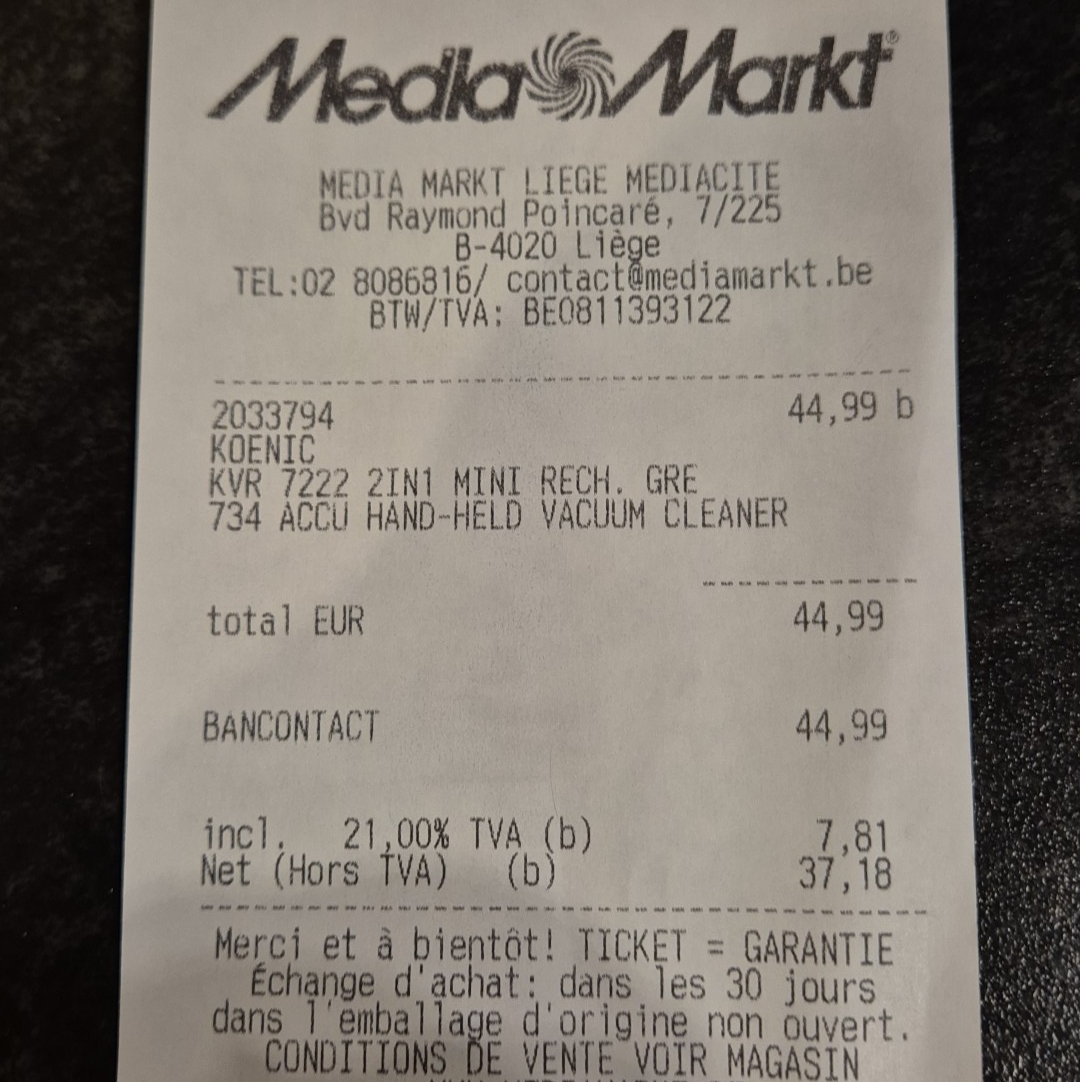 MediaMarkt®
MEDIA MARKT LIEGE MEDIACITE
Bvd Raymond Poincaré, 7/225
B-4020 Liège
TEL:02 8086816/ contact@mediamarkt.be
BTW/TVA: BE0811393122
2033794 44,99 b
KOENIC
KVR 7222 2IN1 MINI RECH. GRE
734 ACCU HAND-HELD VACUUM CLEANER
total EUR 44,99
BANCONTACT 44,99
incl. 21,00% TVA (b) 7,81
Net (Hors TVA) (b) 37,18
Merci et à bientôt! TICKET = GARANTIE
Échange d'achat: dans les 30 jours
dans l'emballage d'origine non ouvert.
CONDITIONS DE VENTE VOIR MAGASIN